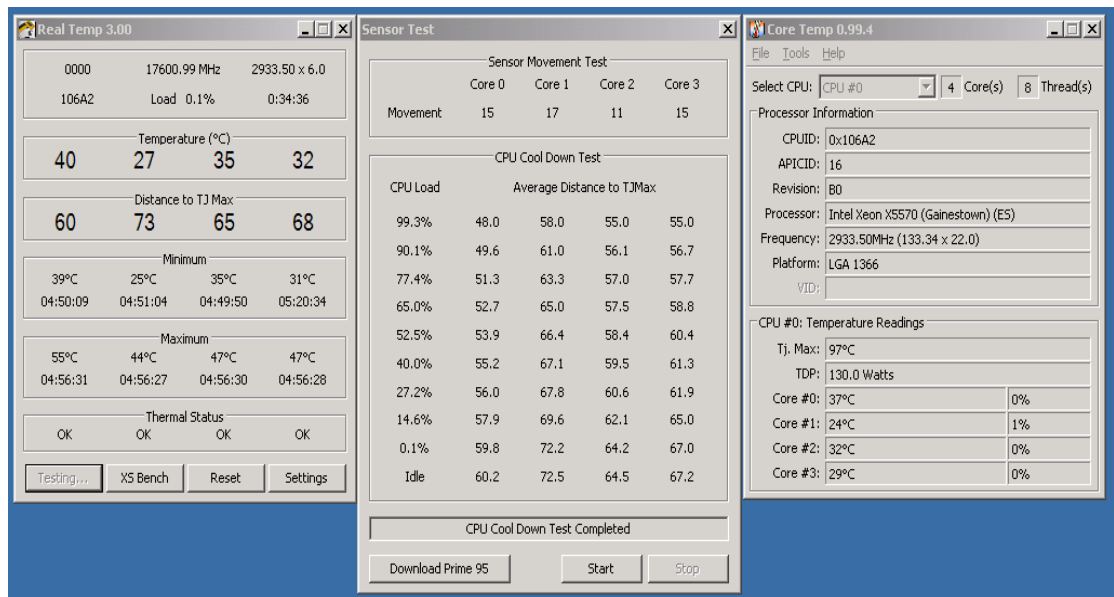 Real Temp 3.00
0000 17600.99 MHz 2933.50 x 6.0
106A2 Load 0.1% 0:34:36
Temperature (°C)
40 27 35 32
Distance to TJ Max
60 73 65 68
Minimum
39°C 25°C 35°C 31°C
04:50:09 04:51:04 04:49:50 05:20:34
Maximum
55°C 44°C 47°C 47°C
04:56:31 04:56:27 04:56:30 04:56:28
Thermal Status
OK OK OK OK
Testing... XS Bench Reset Settings
Sensor Test
Sensor Movement Test
Core 0 Core 1 Core 2 Core 3
Movement 15 17 11 15
CPU Cool Down Test
CPU Load Average Distance to TJMax
99.3% 48.0 58.0 55.0 55.0
90.1% 49.6 61.0 56.1 56.7
77.4% 51.3 63.3 57.0 57.7
65.0% 52.7 65.0 57.5 58.8
52.5% 53.9 66.4 58.4 60.4
40.0% 55.2 67.1 59.5 61.3
27.2% 56.0 67.8 60.6 61.9
14.6% 57.9 69.6 62.1 65.0
0.1% 59.8 72.2 64.2 67.0
Idle 60.2 72.5 64.5 67.2
CPU Cool Down Test Completed
Download Prime 95 Start Stop
Core Temp 0.99.4
File Tools Help
Select CPU: CPU #0 4 Core(s) 8 Thread(s)
Processor Information
CPUID: 0x106A2
APICID: 16
Revision: B0
Processor: Intel Xeon X5570 (Gainestown) (ES)
Frequency: 2933.50MHz (133.34 x 22.0)
Platform: LGA 1366
VID:
CPU #0: Temperature Readings
Tj. Max: 97°C
TDP: 130.0 Watts
Core #0: 37°C 0%
Core #1: 24°C 1%
Core #2: 32°C 0%
Core #3: 29°C 0%